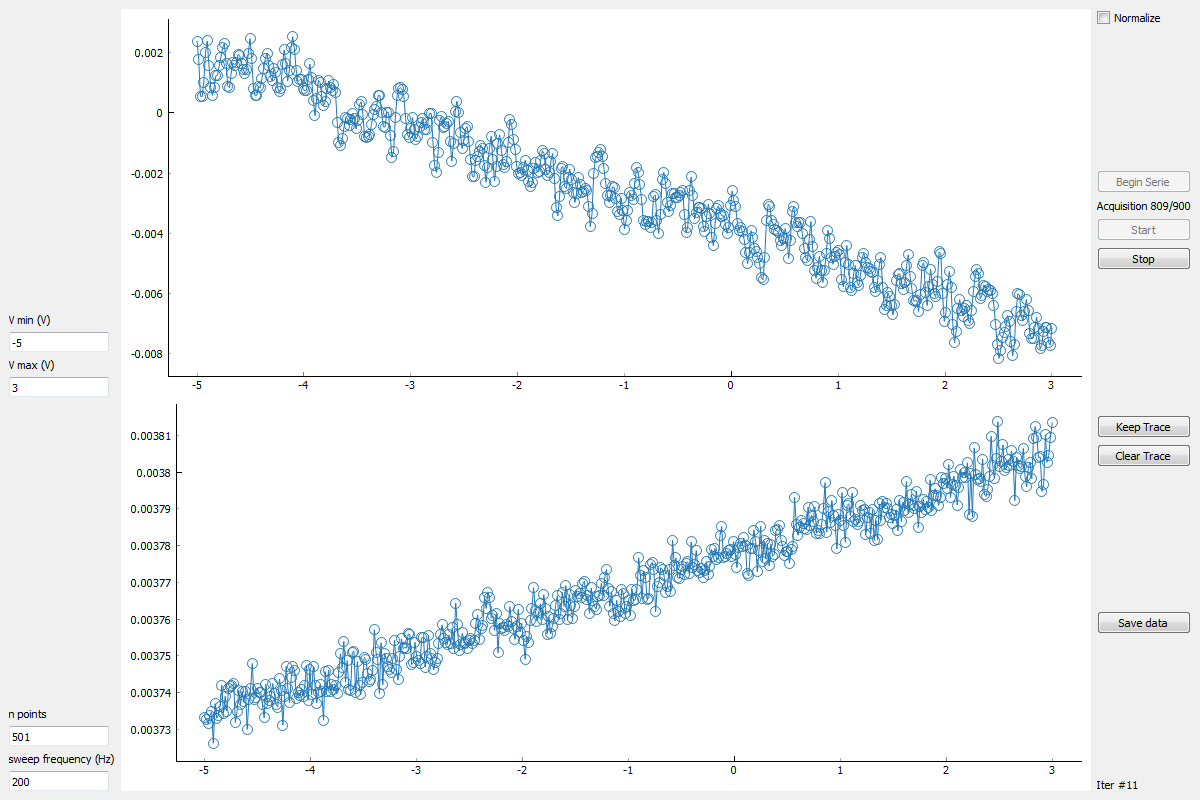 Normalize
0.002
0
-0.002
-0.004
-0.006
-0.008
-5 -4 -3 -2 -1 0 1 2 3
Begin Serie
Acquisition 809/900
Start
Stop
V min (V)
-5
V max (V)
3
0.00381
0.0038
0.00379
0.00378
0.00377
0.00376
0.00375
0.00374
0.00373
-5 -4 -3 -2 -1 0 1 2 3
Keep Trace
Clear Trace
Save data
n points
501
sweep frequency (Hz)
200
Iter #11